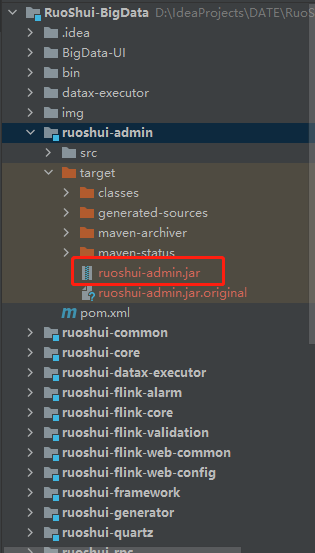 RuoShui-BigData D:\IdeaProjects\DATE\RuoS
.idea
BigData-UI
bin
datax-executor
img
ruoshui-admin
src
target
classes
generated-sources
maven-archiver
maven-status
ruoshui-admin.jar
ruoshui-admin.jar.original
pom.xml
ruoshui-common
ruoshui-core
ruoshui-datax-executor
ruoshui-flink-alarm
ruoshui-flink-core
ruoshui-flink-validation
ruoshui-flink-web-common
ruoshui-flink-web-config
ruoshui-framework
ruoshui-generator
ruoshui-quartz
ruoshui-rpc